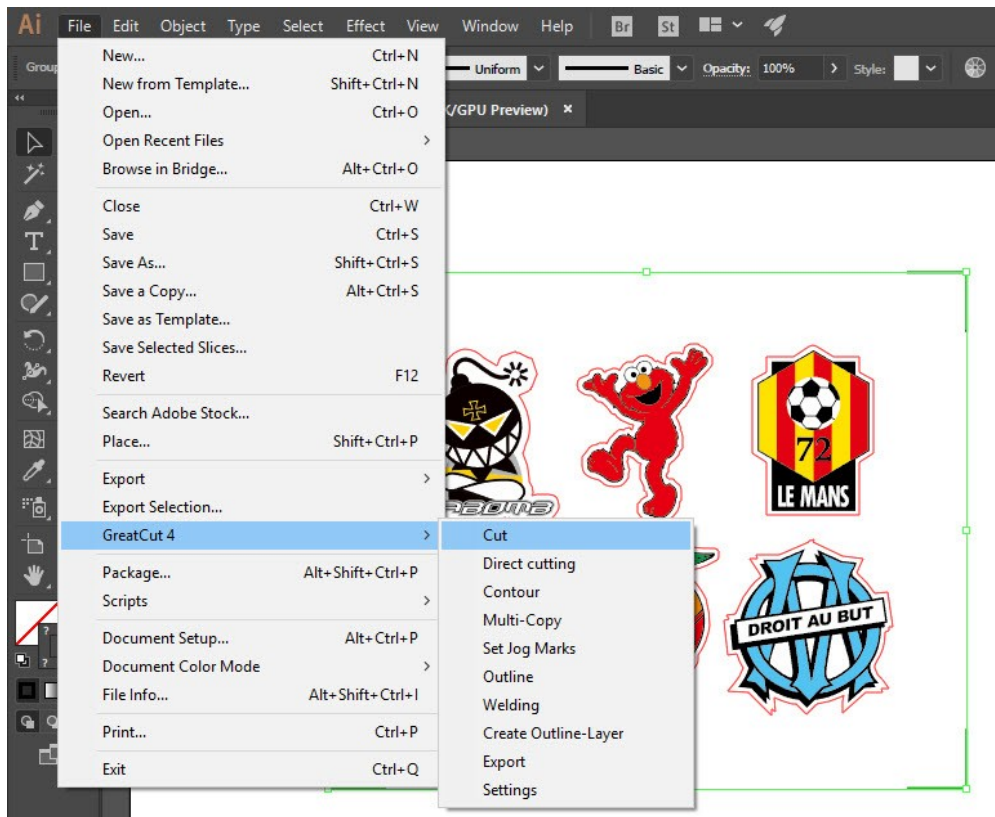 Ai File Edit Object Type Select Effect View Window Help Br St
Group Uniform Basic Opacity: 100% Style:
/GPU Preview) ×
New... Ctrl+N
New from Template... Shift+Ctrl+N
Open... Ctrl+O
Open Recent Files
Browse in Bridge... Alt+Ctrl+O
Close Ctrl+W
Save Ctrl+S
Save As... Shift+Ctrl+S
Save a Copy... Alt+Ctrl+S
Save as Template...
Save Selected Slices...
Revert F12
Search Adobe Stock...
Place... Shift+Ctrl+P
Export
Export Selection...
GreatCut 4
Package... Alt+Shift+Ctrl+P
Scripts
Document Setup... Alt+Ctrl+P
Document Color Mode
File Info... Alt+Shift+Ctrl+I
Print... Ctrl+P
Exit Ctrl+Q
Cut
Direct cutting
Contour
Multi-Copy
Set Jog Marks
Outline
Welding
Create Outline-Layer
Export
Settings
72
LE MANS
DROIT AU BUT